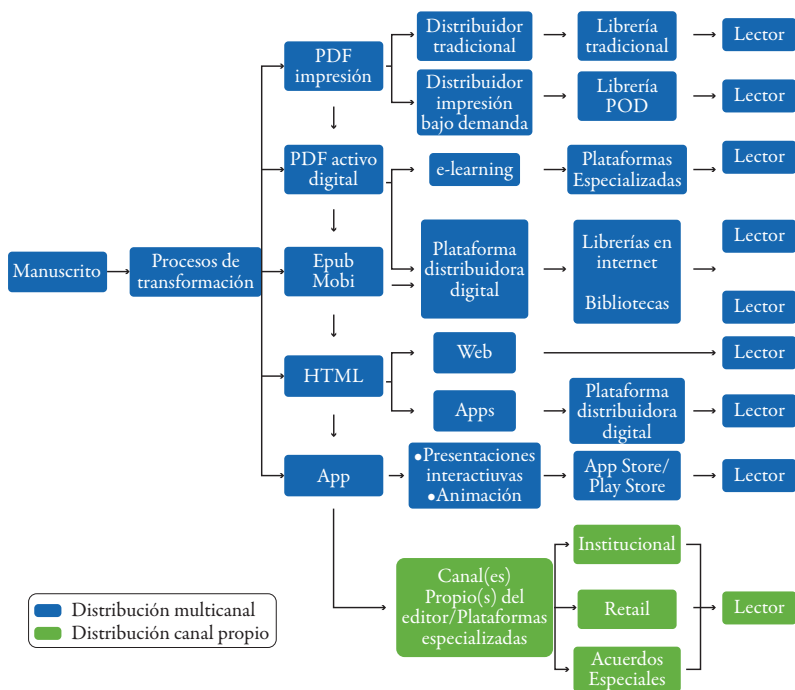 PDF
impresión
Distribuidor
tradicional
Librería
tradicional
Lector
Distribuidor
impresión
bajo demanda
Librería
POD
Lector
PDF activo
digital
e-learning
Plataformas
Especializadas
Lector
Manuscrito
Procesos de
transformación
Epub
Mobi
Plataforma
distribuidora
digital
Librerías en
internet
Bibliotecas
Lector
Lector
HTML
Web
Lector
Apps
Plataforma
distribuidora
digital
Lector
App
•Presentaciones
interactiuvas
•Animación
App Store/
Play Store
Lector
Canal(es)
Propio(s) del
editor/Plataformas
especializadas
Institucional
Retail
Acuerdos
Especiales
Lector
Distribución multicanal
Distribución canal propio